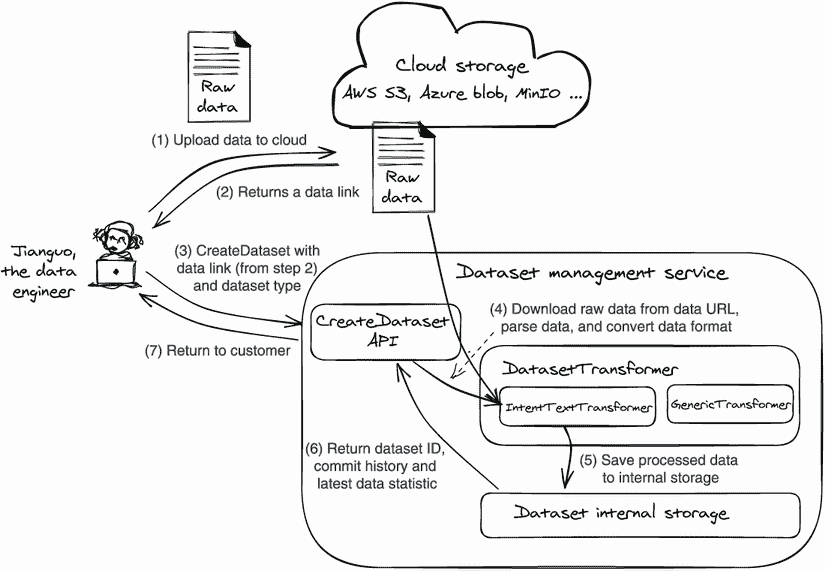 Raw
data
Cloud storage
AWS S3, Azure blob, MinIO ...
(1) Upload data to cloud
Raw
data
(2) Returns a data link
Jianguo,
the data
engineer
(3) CreateDataset with
data link (from step 2)
and dataset type
Dataset management service
(4) Download raw data from data URL,
parse data, and convert data format
CreateDataset
API
(7) Return to customer
DatasetTransformer
IntentTextTransformer
GenericTransformer
(6) Return dataset ID,
commit history and
latest data statistic
(5) Save processed data
to internal storage
Dataset internal storage